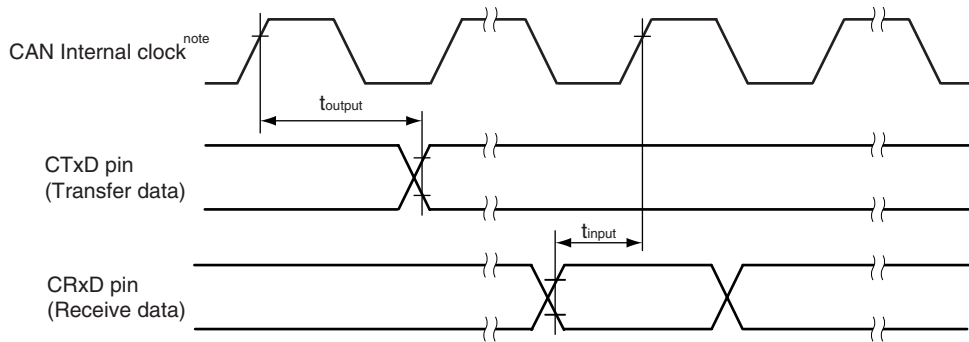 CAN Internal clock note
toutput
CTxD pin
(Transfer data)
tinput
CRxD pin
(Receive data)